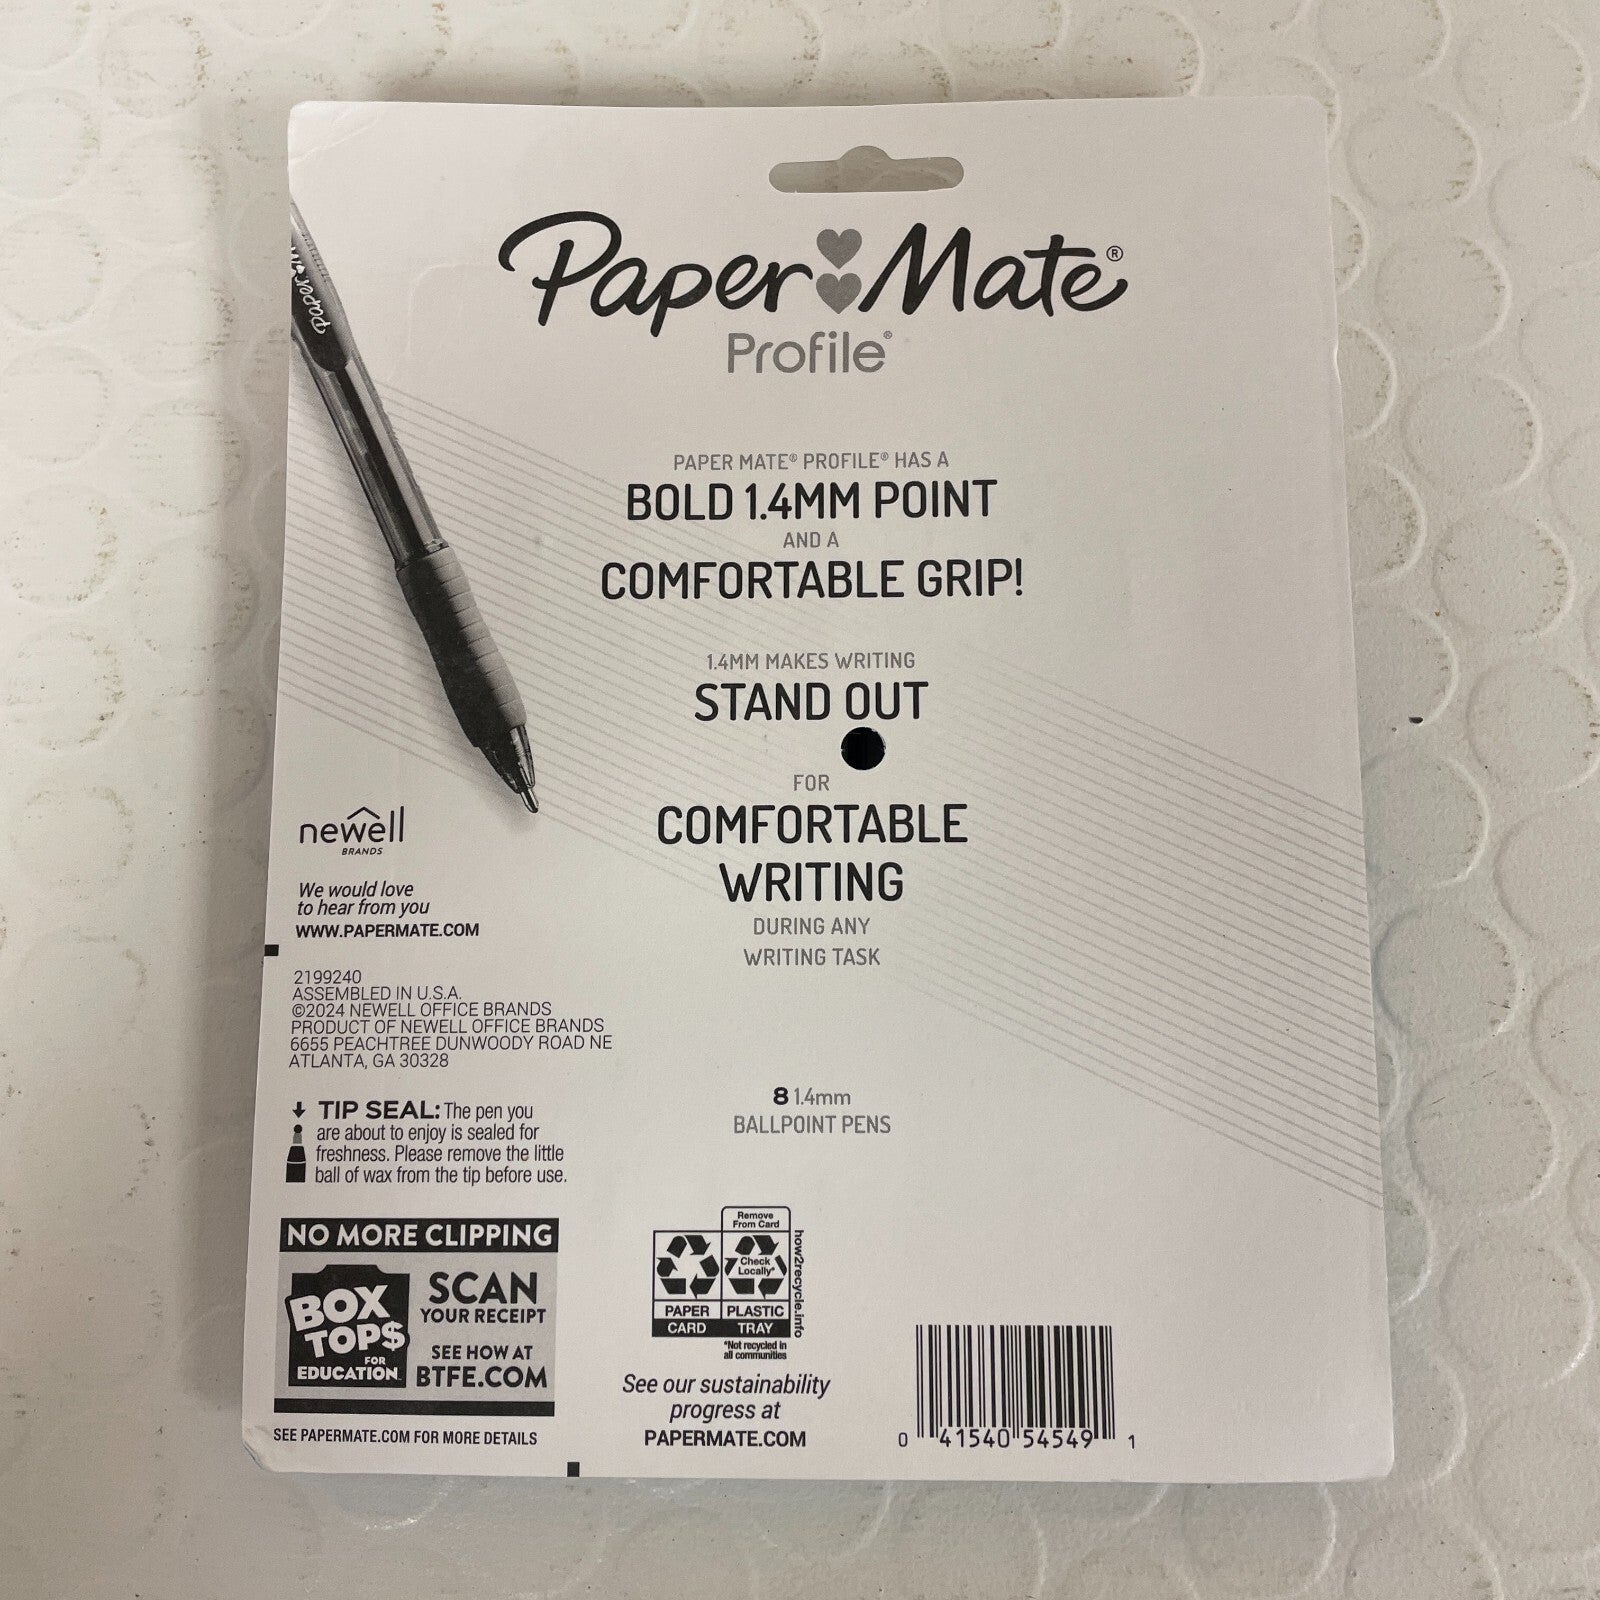 Paper Mate®
Profile®
Paper
PAPER MATE® PROFILE® HAS A
BOLD 1.4MM POINT
AND A
COMFORTABLE GRIP!
1.4MM MAKES WRITING
STAND OUT
FOR
COMFORTABLE
WRITING
DURING ANY
WRITING TASK
newell
BRANDS
We would love
to hear from you
WWW.PAPERMATE.COM
2199240
ASSEMBLED IN U.S.A.
©2024 NEWELL OFFICE BRANDS
PRODUCT OF NEWELL OFFICE BRANDS
6655 PEACHTREE DUNWOODY ROAD NE
ATLANTA, GA 30328
TIP SEAL: The pen you
are about to enjoy is sealed for
freshness. Please remove the little
ball of wax from the tip before use.
8 1.4mm
BALLPOINT PENS
NO MORE CLIPPING
BOX
TOP$
FOR
EDUCATION
SCAN
YOUR RECEIPT
SEE HOW AT
BTFE.COM
SEE PAPERMATE.COM FOR MORE DETAILS
Remove
From Card
Check
Locally*
PAPER
CARD
PLASTIC
TRAY
how2recycle.info
*Not recycled in
all communities
See our sustainability
progress at
PAPERMATE.COM
0 41540 54549 1